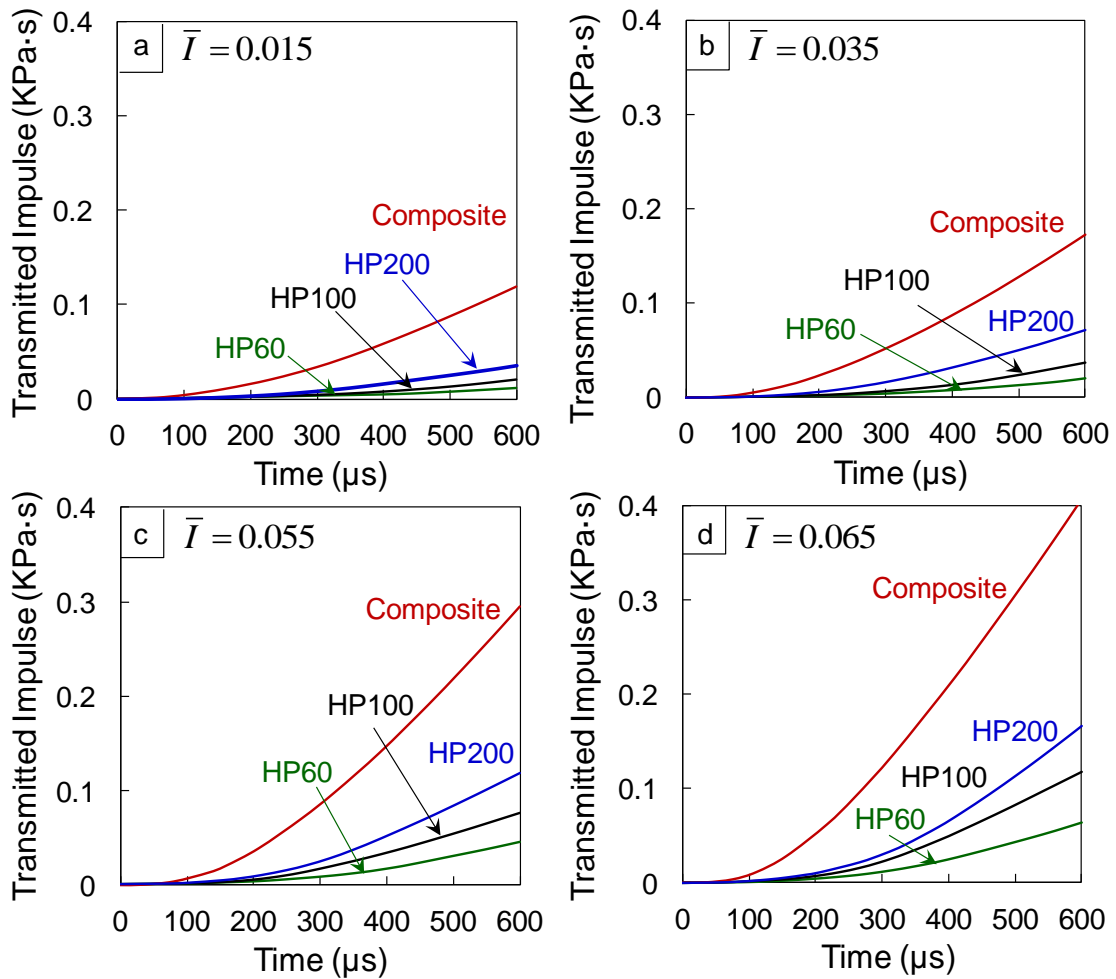 a
Ī = 0.015
Transmitted Impulse (KPa·s)
0.4
0.3
0.2
0.1
0
Composite
HP200
HP100
HP60
0 100 200 300 400 500 600
Time (µs)
b
Ī = 0.035
Transmitted Impulse (KPa·s)
0.4
0.3
0.2
0.1
0
Composite
HP100
HP200
HP60
0 100 200 300 400 500 600
Time (µs)
c
Ī = 0.055
Transmitted Impulse (KPa·s)
0.4
0.3
0.2
0.1
0
Composite
HP100
HP200
HP60
0 100 200 300 400 500 600
Time (µs)
d
Ī = 0.065
Transmitted Impulse (KPa·s)
0.4
0.3
0.2
0.1
0
Composite
HP200
HP100
HP60
0 100 200 300 400 500 600
Time (µs)